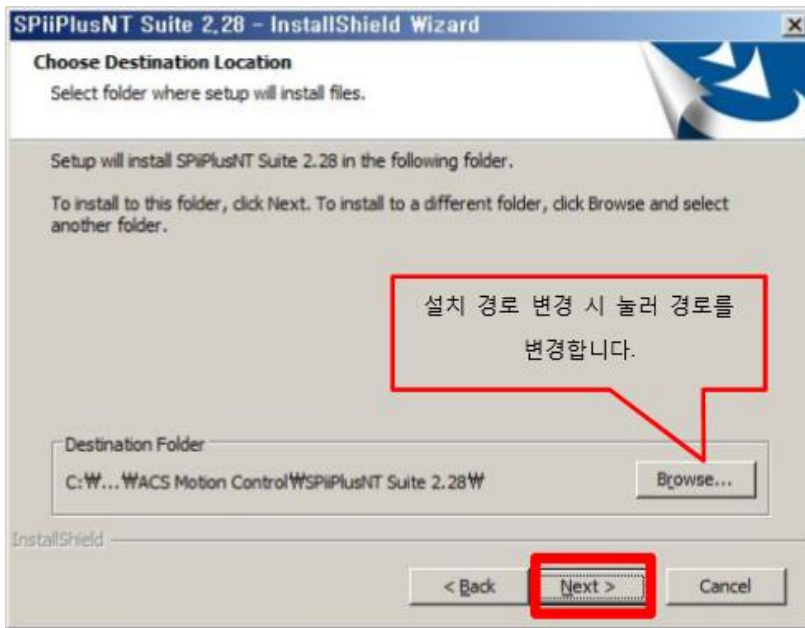 SPiiPlusNT Suite 2.28 - InstallShield Wizard
Choose Destination Location
Select folder where setup will install files.
Setup will install SPiiPlusNT Suite 2.28 in the following folder.
To install to this folder, click Next. To install to a different folder, click Browse and select
another folder.
설치 경로 변경 시 눌러 경로를
변경합니다.
Destination Folder
C:₩...₩ACS Motion Control₩SPiiPlusNT Suite 2.28₩
Browse...
InstallShield
< Back
Next >
Cancel